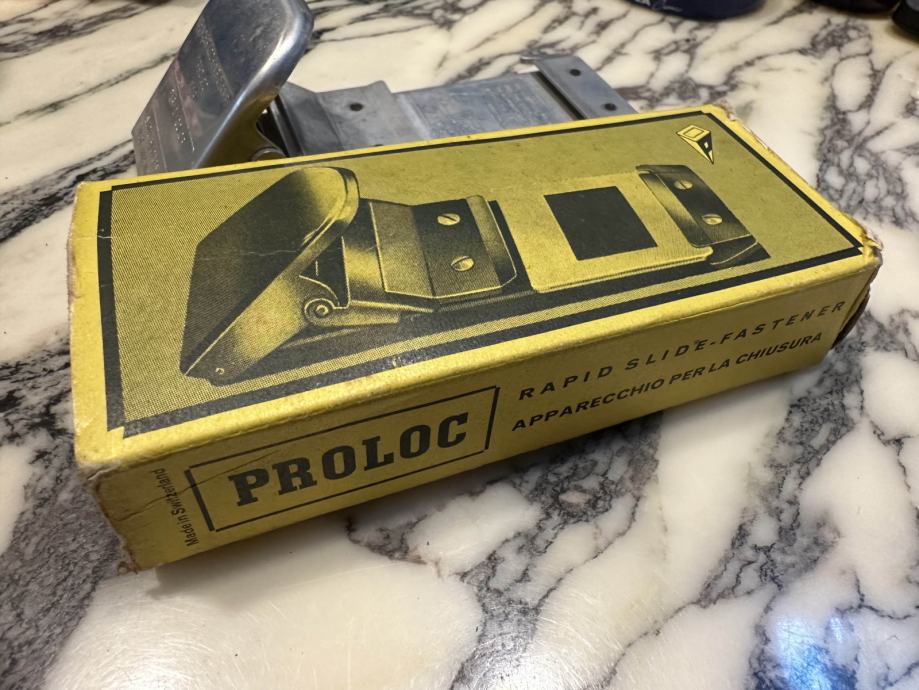 PROLOC
RAPID SLIDE-FASTENER
APPARECCHIO PER LA CHIUSURA
Made in Switzerland